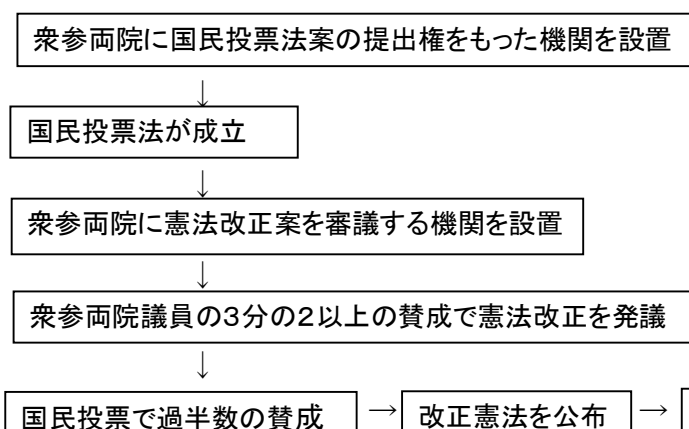 衆参両院に国民投票法案の提出権をもった機関を設置
↓
国民投票法が成立
↓
衆参両院に憲法改正案を審議する機関を設置
↓
衆参両院議員の3分の2以上の賛成で憲法改正を発議
↓
国民投票で過半数の賛成 → 改正憲法を公布 →